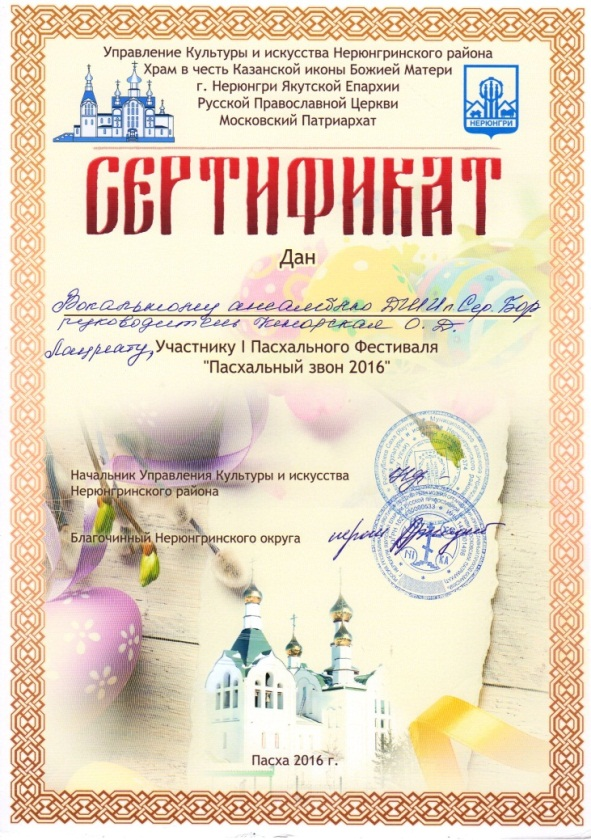 Управление Культуры и искусства Нерюнгринского района
Храм в честь Казанской иконы Божией Матери
г. Нерюнгри Якутской Епархии
Русской Православной Церкви
Московский Патриархат
НЕРЮНГРИ
СЕРТИФИКАТ
Дан
Вокальному ансамблю ДШИ п Сер. Бор
руководитель О. Д.
Лауреату, Участнику I Пасхального Фестиваля
"Пасхальный звон 2016"
Начальник Управления Культуры и искусства
Нерюнгринского района
Благочинный Нерюнгринского округа
иерей
Пасха 2016 г.